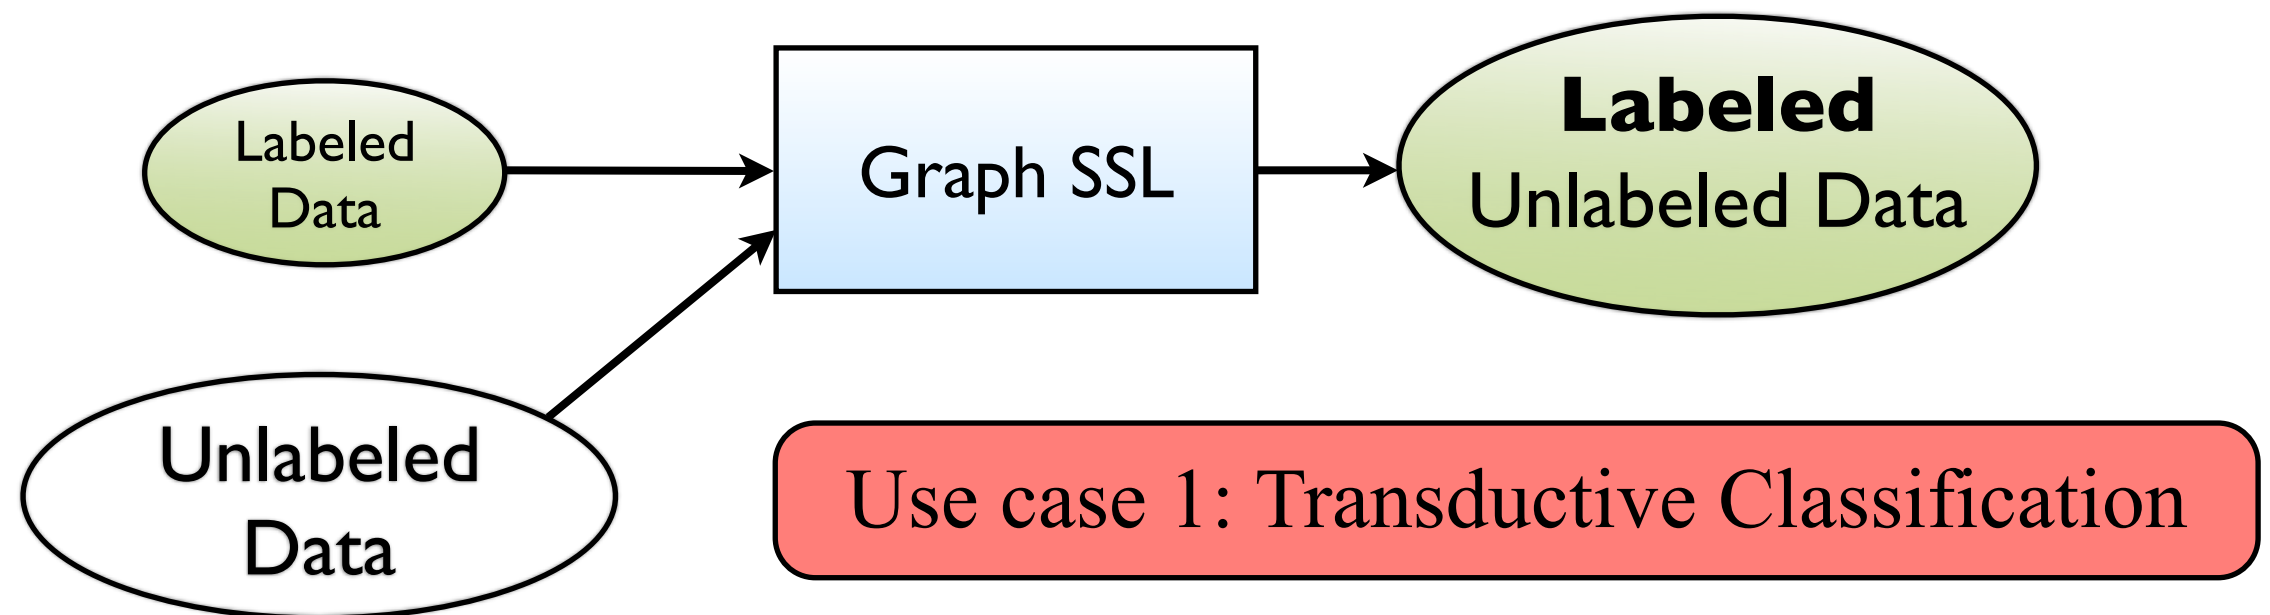 Labeled
Data
Graph SSL
Labeled
Unlabeled Data
Unlabeled
Data
Use case 1: Transductive Classification